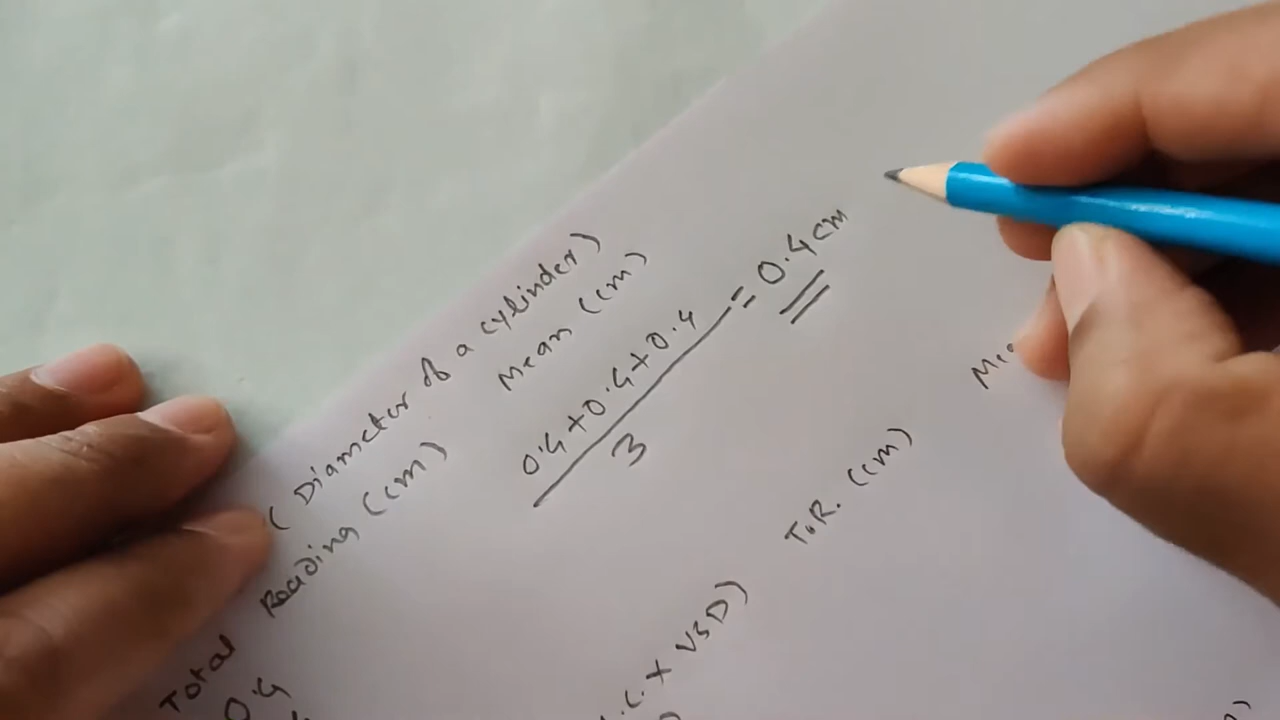 ( Diameter of a cylinder)
Total Reading (cm)
Mean (cm)
0.4
0.4+0.4+0.4
3
= 0.4 cm
.C. × VSD)
T.R. (cm)